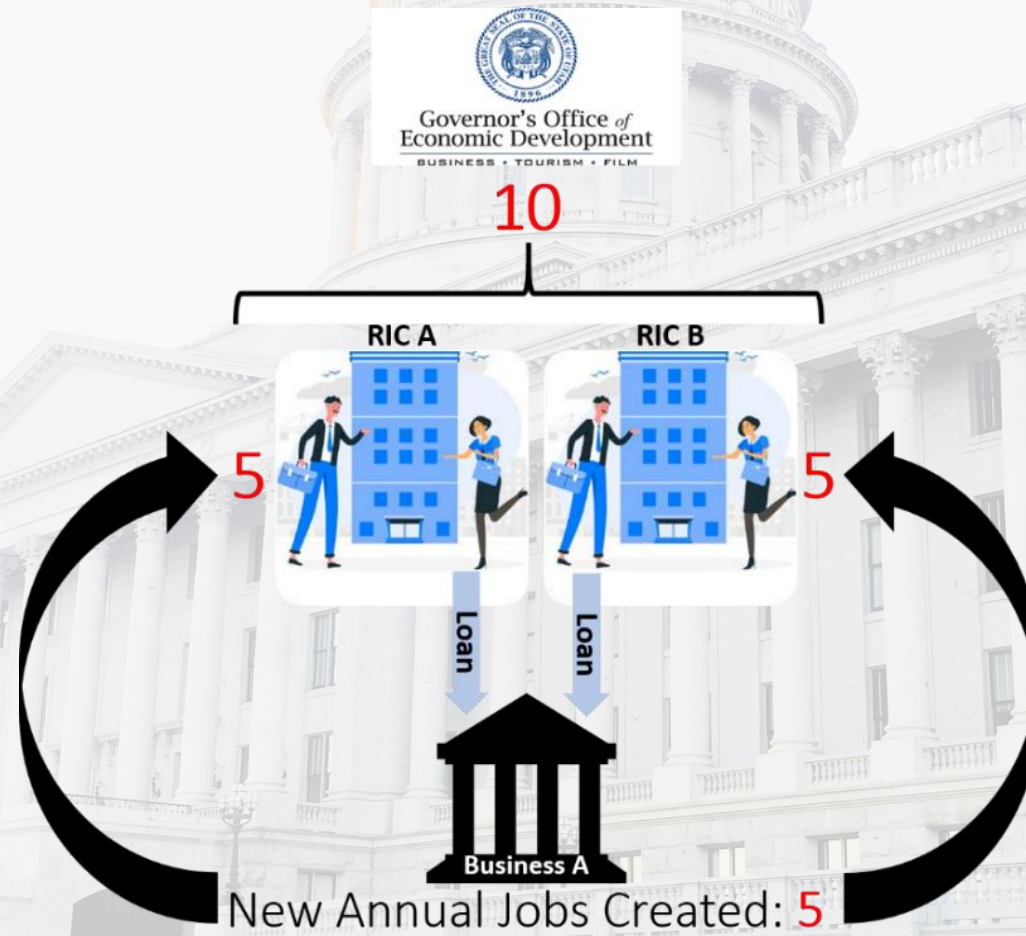 THE GREAT SEAL OF THE STATE OF UTAH
1896
Governor's Office of
Economic Development
BUSINESS • TOURISM • FILM
10
RIC A
RIC B
5
5
Loan
Loan
Business A
New Annual Jobs Created: 5